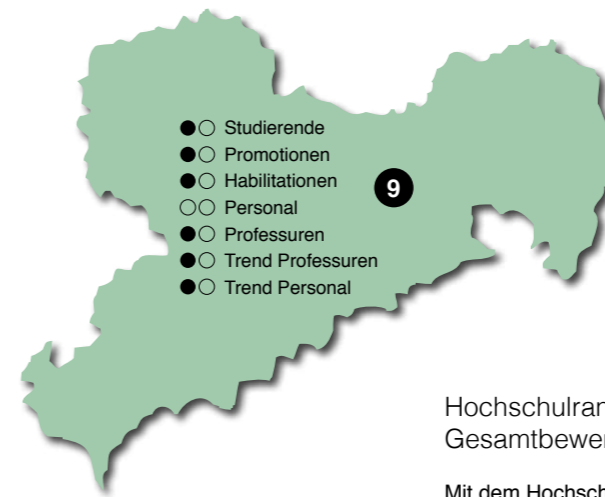 ●○ Studierende
●○ Promotionen
●○ Habilitationen
9
○○ Personal
●○ Professuren
●○ Trend Professuren
●○ Trend Personal
Hochschulran
Gesamtbewer
Mit dem Hochsch